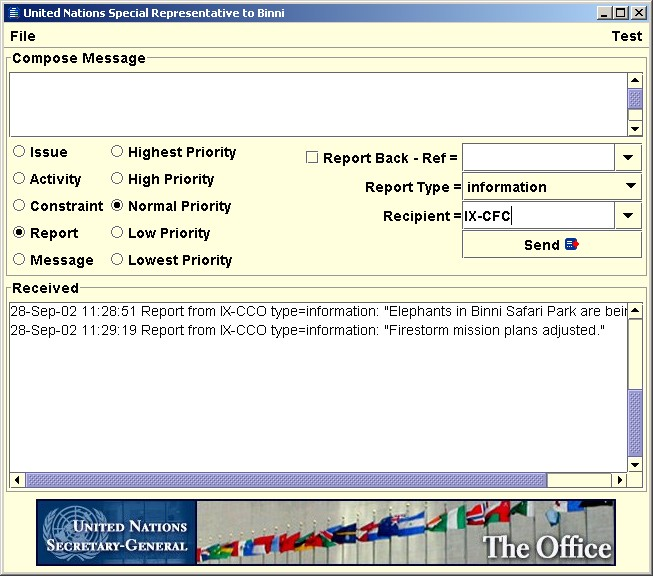 United Nations Special Representative to Binni
File Test
Compose Message
Issue Highest Priority Report Back - Ref =
Activity High Priority Report Type = information
Constraint Normal Priority Recipient = IX-CFC
Report Low Priority Send
Message Lowest Priority
Received
28-Sep-02 11:28:51 Report from IX-CCO type=information: "Elephants in Binni Safari Park are bein
28-Sep-02 11:29:19 Report from IX-CCO type=information: "Firestorm mission plans adjusted."
UNITED NATIONS
SECRETARY-GENERAL The Office